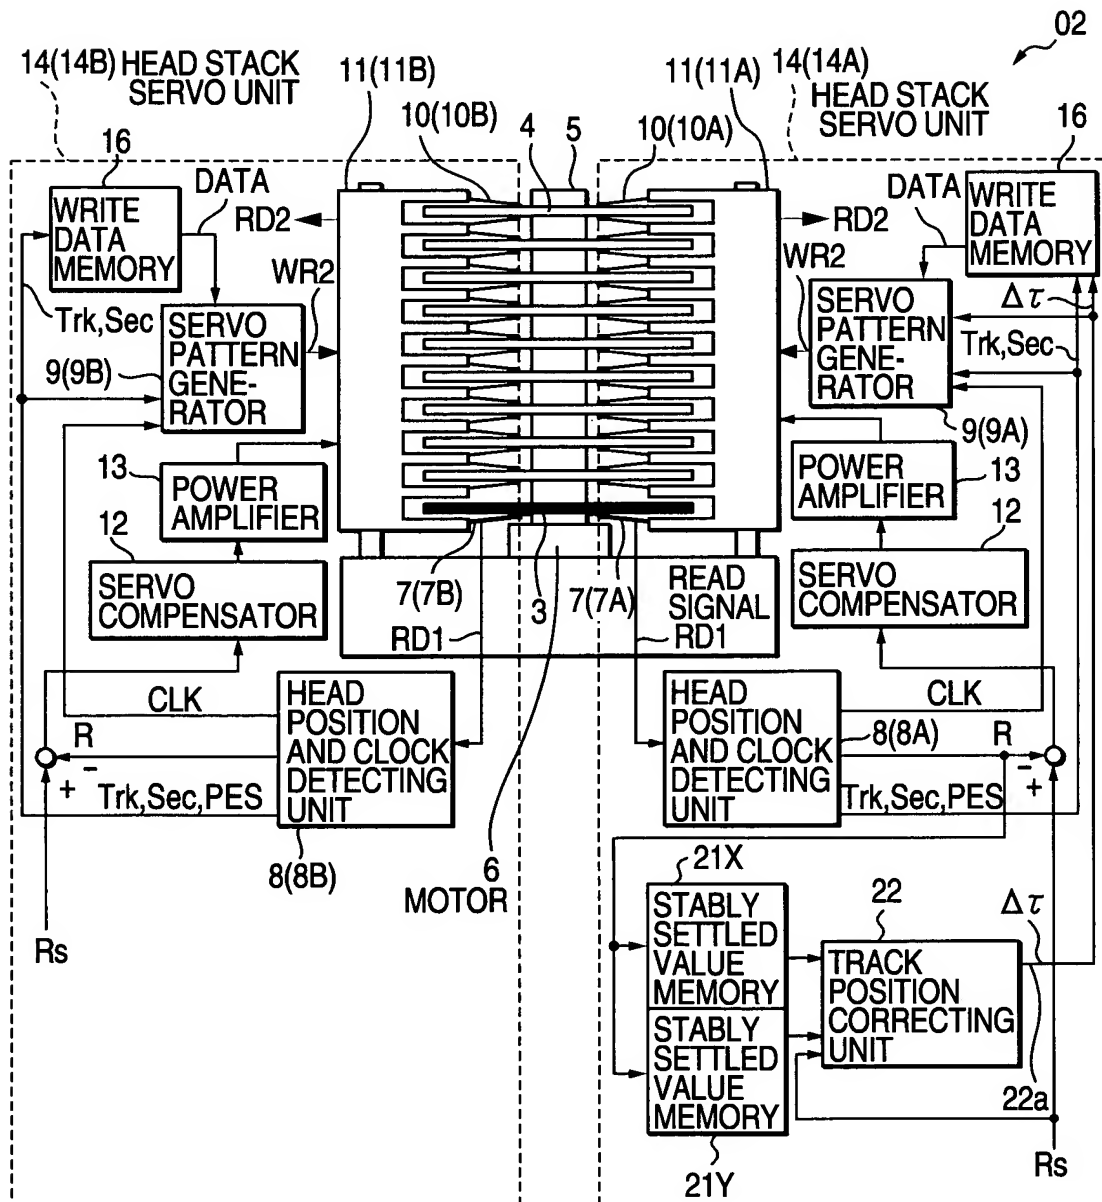 02
14(14B) HEAD STACK
SERVO UNIT
11(11B)
10(10B)
4
5
11(11A)
10(10A)
14(14A)
HEAD STACK
SERVO UNIT
16
16
WRITE
DATA
MEMORY
DATA
RD2
RD2
DATA
WRITE
DATA
MEMORY
WR2
WR2
Trk,Sec
SERVO
PATTERN
GENE-
RATOR
9(9B)
SERVO
PATTERN
GENE-
RATOR
Δτ
Trk,Sec
9(9A)
13
POWER
AMPLIFIER
POWER
AMPLIFIER
13
12
SERVO
COMPENSATOR
12
SERVO
COMPENSATOR
7(7B)
3
7(7A)
READ
SIGNAL
RD1
RD1
CLK
HEAD
POSITION
AND CLOCK
DETECTING
UNIT
HEAD
POSITION
AND CLOCK
DETECTING
UNIT
CLK
8(8A)
R
R
+
-
-
+
Trk,Sec,PES
Trk,Sec,PES
8(8B)
6
MOTOR
Rs
21X
STABLY
SETTLED
VALUE
MEMORY
STABLY
SETTLED
VALUE
MEMORY
21Y
22
TRACK
POSITION
CORRECTING
UNIT
Δτ
22a
Rs